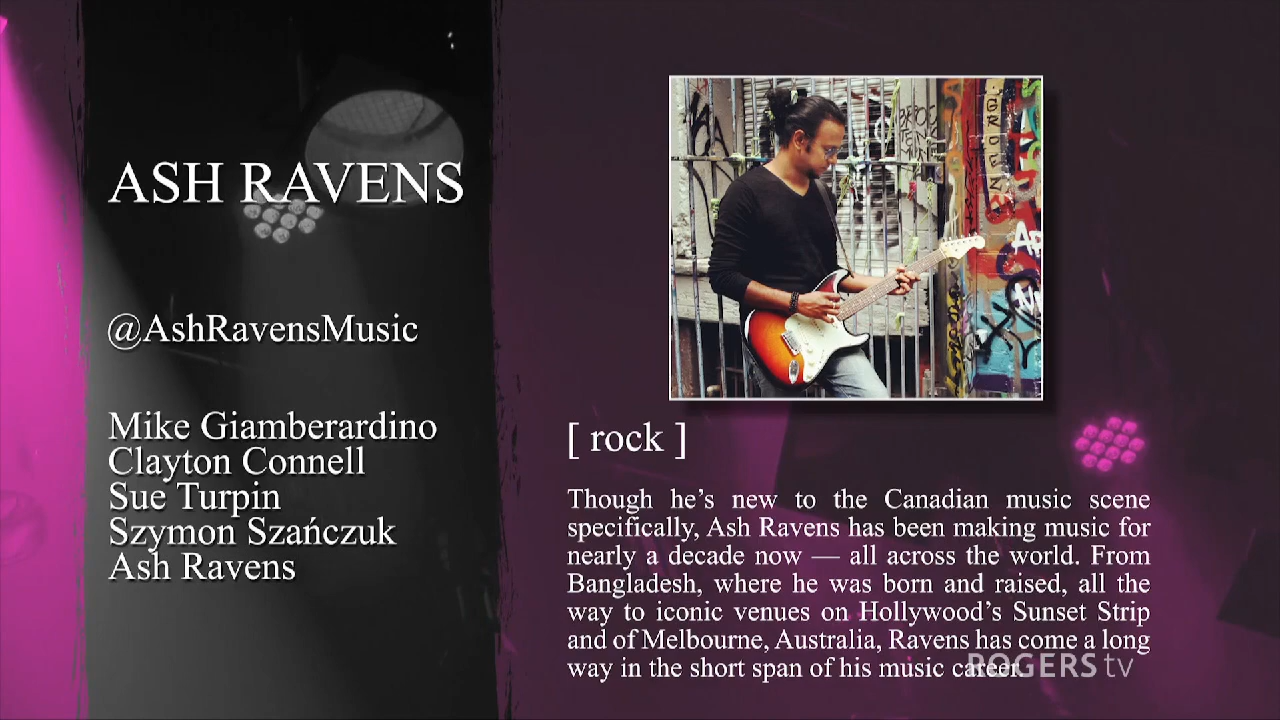 ASH RAVENS
@AshRavensMusic
Mike Giamberardino
Clayton Connell
Sue Turpin
Szymon Szańczuk
Ash Ravens
[ rock ]
Though he’s new to the Canadian music scene
specifically, Ash Ravens has been making music for
nearly a decade now — all across the world. From
Bangladesh, where he was born and raised, all the
way to iconic venues on Hollywood’s Sunset Strip
and of Melbourne, Australia, Ravens has come a long
way in the short span of his music career.
ROGERS tv